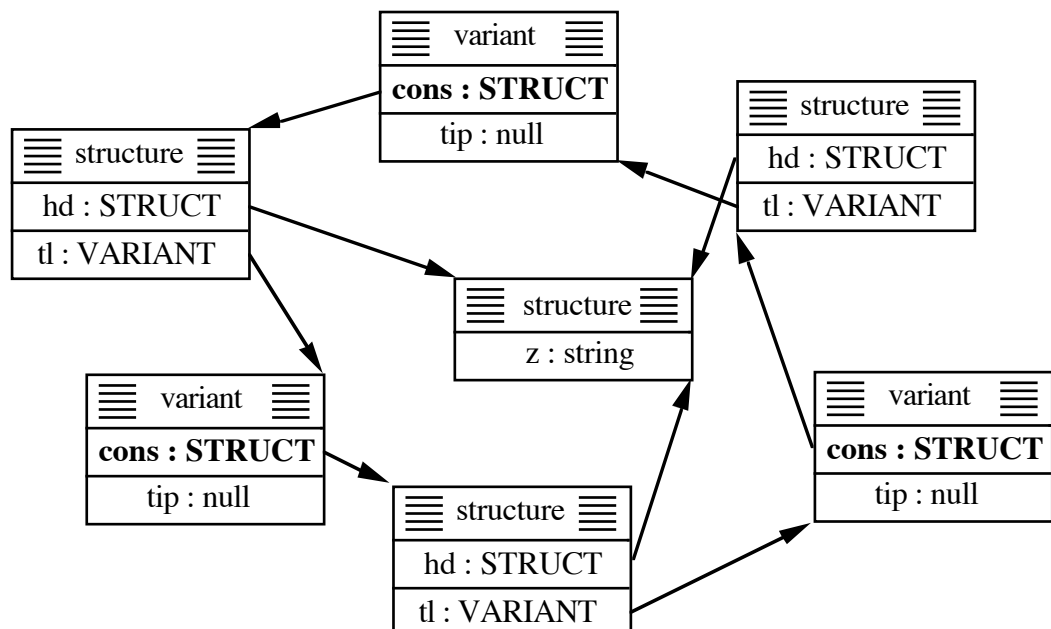 variant
cons : STRUCT
tip : null
structure
hd : STRUCT
tl : VARIANT
structure
hd : STRUCT
tl : VARIANT
structure
z : string
variant
cons : STRUCT
tip : null
variant
cons : STRUCT
tip : null
structure
hd : STRUCT
tl : VARIANT